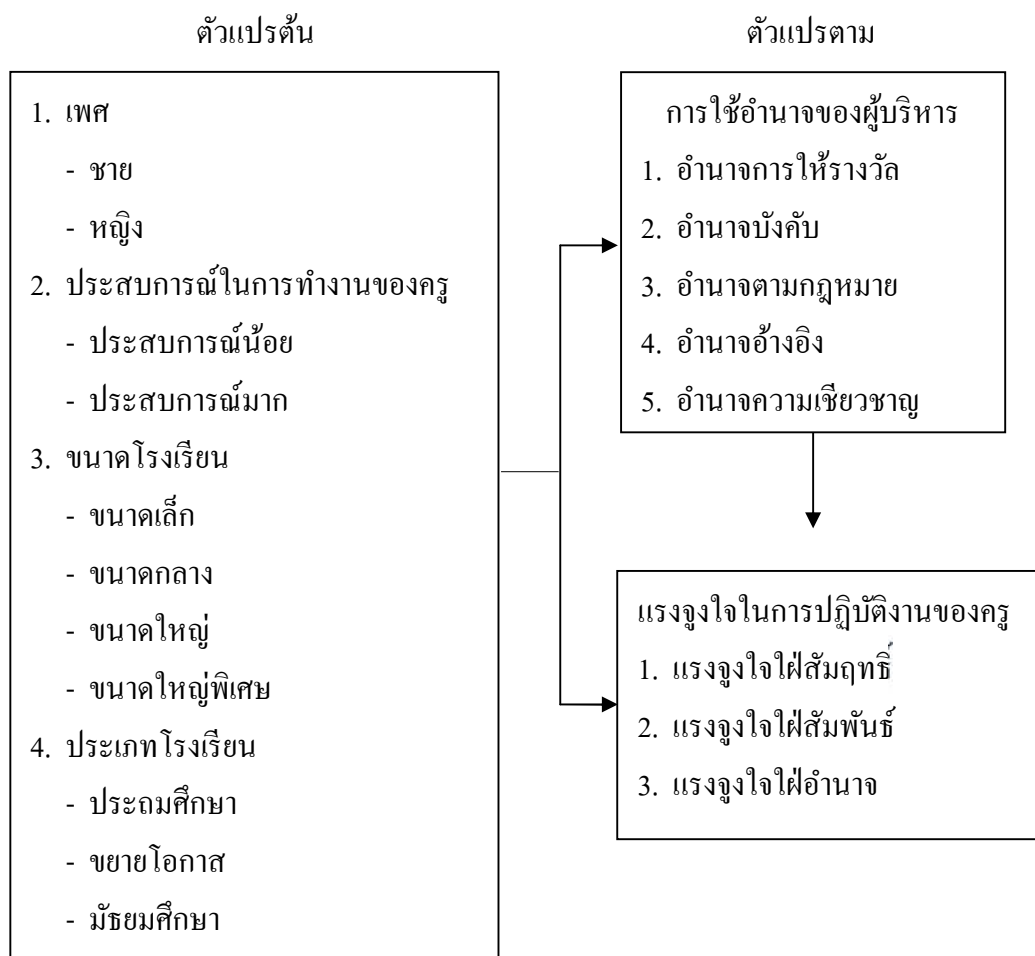 ตัวแปรต้น
1. เพศ
- ชาย
- หญิง
2. ประสบการณ์ในการทำงานของครู
- ประสบการณ์น้อย
- ประสบการณ์มาก
3. ขนาดโรงเรียน
- ขนาดเล็ก
- ขนาดกลาง
- ขนาดใหญ่
- ขนาดใหญ่พิเศษ
4. ประเภทโรงเรียน
- ประถมศึกษา
- ขยายโอกาส
- มัธยมศึกษา
ตัวแปรตาม
การใช้อำนาจของผู้บริหาร
1. อำนาจการให้รางวัล
2. อำนาจบังคับ
3. อำนาจตามกฎหมาย
4. อำนาจอ้างอิง
5. อำนาจความเชียวชาญ
แรงจูงใจในการปฏิบัติงานของครู
1. แรงจูงใจใฝ่สัมฤทธิ์
2. แรงจูงใจใฝ่สัมพันธ์
3. แรงจูงใจใฝ่อำนาจ